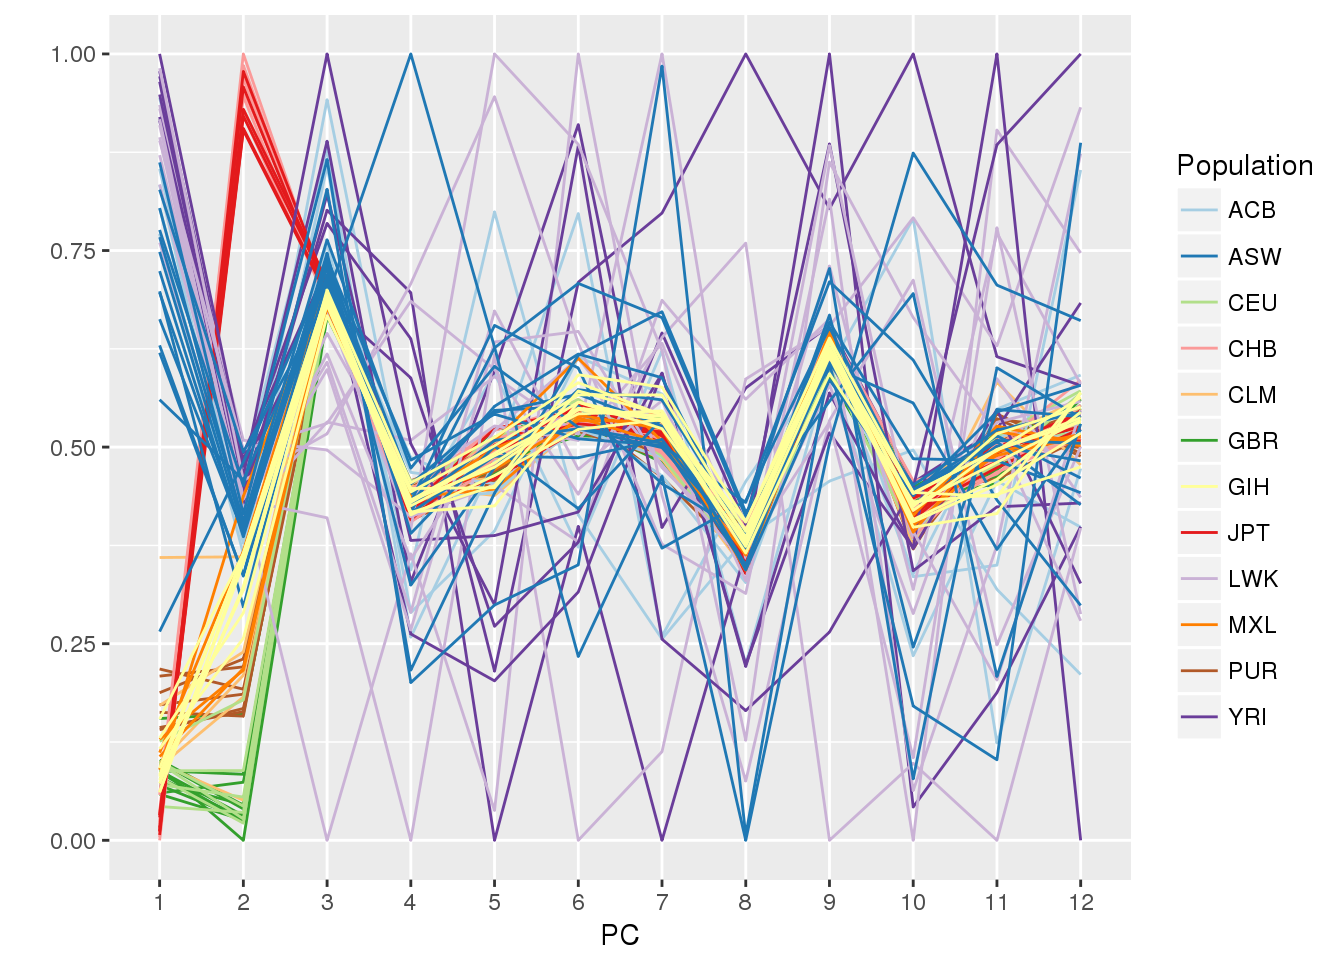 1.00
0.75
0.50
0.25
0.00
1 2 3 4 5 6 7 8 9 10 11 12
PC
Population
ACB
ASW
CEU
CHB
CLM
GBR
GIH
JPT
LWK
MXL
PUR
YRI